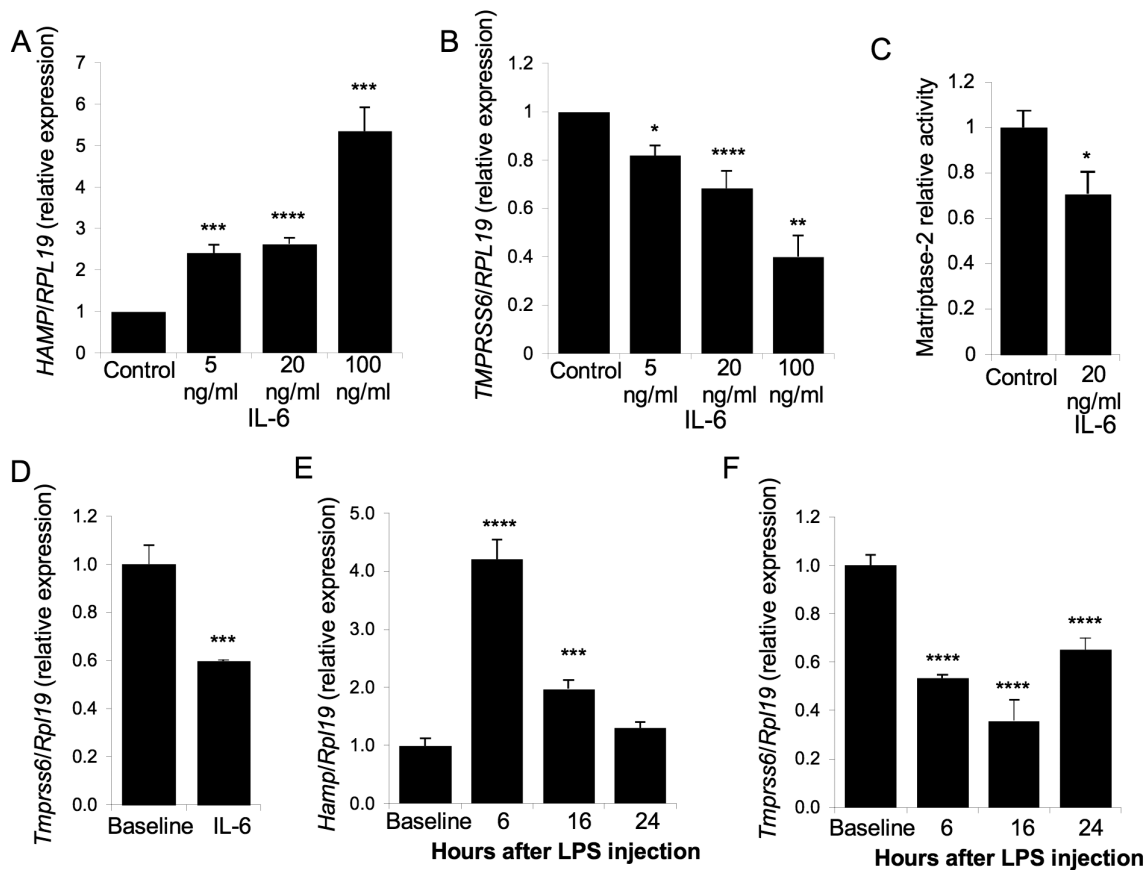 A
HAMP/RPL19 (relative expression)
7
6
5
4
3
2
1
0
***
****
***
Control
5
ng/ml
20
ng/ml
100
ng/ml
IL-6
B
TMPRSS6/RPL19 (relative expression)
1.2
1
0.8
0.6
0.4
0.2
0
*
****
**
Control
5
ng/ml
20
ng/ml
100
ng/ml
IL-6
C
Matriptase-2 relative activity
1.2
1
0.8
0.6
0.4
0.2
0
*
Control
20
ng/ml
IL-6
D
Tmprss6/Rpl19 (relative expression)
1.2
1.0
0.8
0.6
0.4
0.2
0.0
***
Baseline
IL-6
E
Hamp/Rpl19 (relative expression)
5.0
4.0
3.0
2.0
1.0
0.0
****
***
Baseline
6
16
24
Hours after LPS injection
F
Tmprss6/Rpl19 (relative expression)
1.2
1.0
0.8
0.6
0.4
0.2
0.0
****
****
****
Baseline
6
16
24
Hours after LPS injection